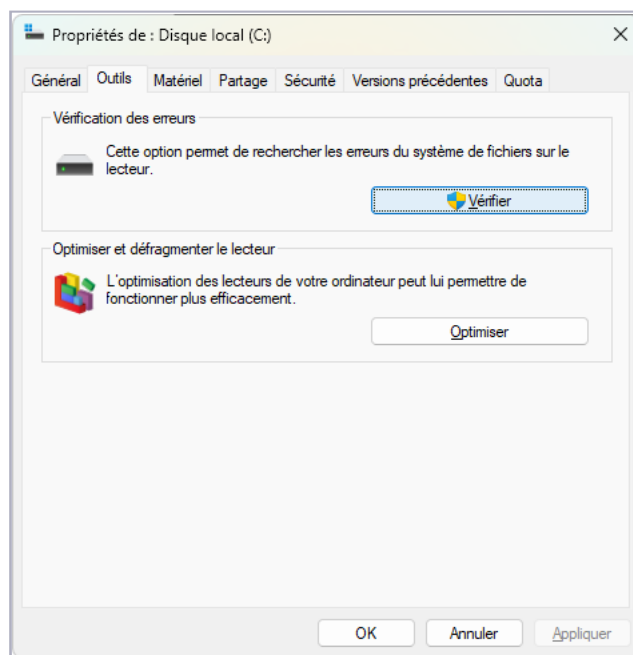 Propriétés de : Disque local (C:)
Général Outils Matériel Partage Sécurité Versions précédentes Quota
Vérification des erreurs
Cette option permet de rechercher les erreurs du système de fichiers sur le
lecteur.
Vérifier
Optimiser et défragmenter le lecteur
L'optimisation des lecteurs de votre ordinateur peut lui permettre de
fonctionner plus efficacement.
Optimiser
OK Annuler Appliquer